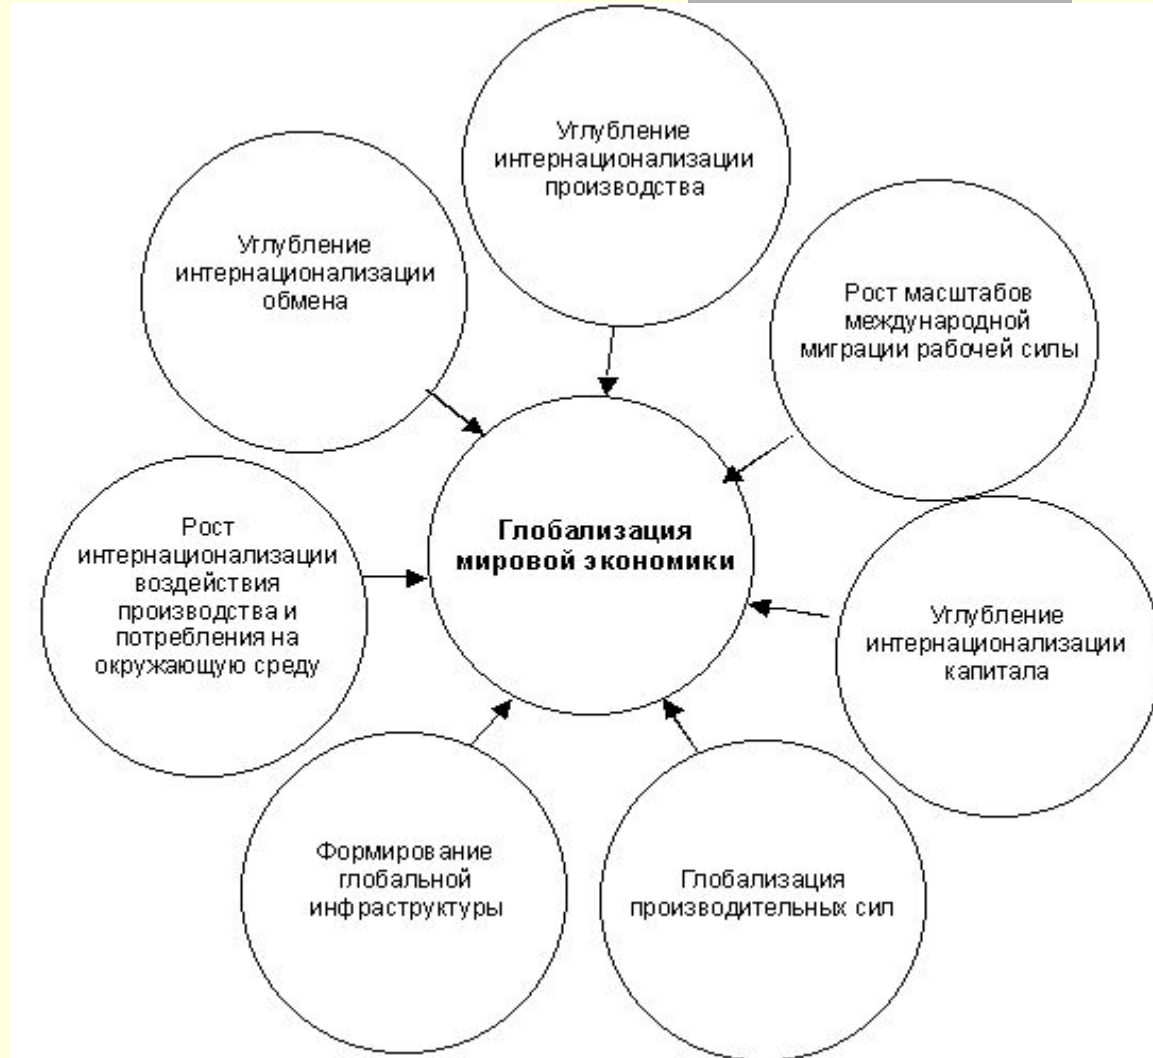 Углубление
интернационализации
производства
Углубление
интернационализации
обмена
Рост масштабов
международной
миграции рабочей силы
Глобализация
мировой экономики
Рост
интернационализации
воздействия
производства и
потребления на
окружающую среду
Углубление
интернационализации
капитала
Формирование
глобальной
инфраструктуры
Глобализация
производительных сил